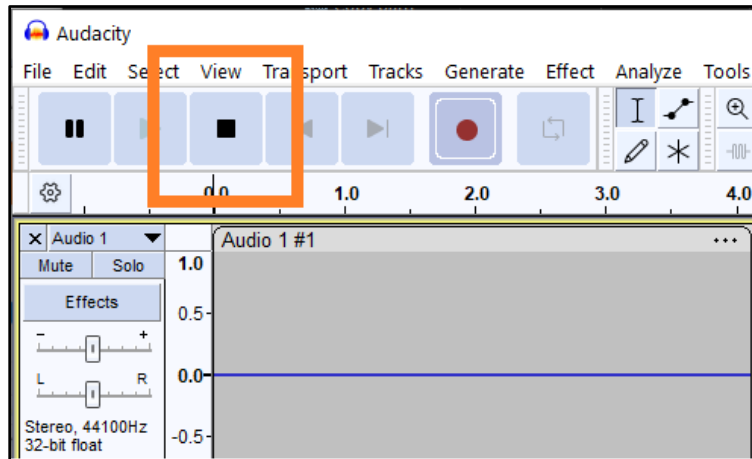 Audacity
File Edit Select View Transport Tracks Generate Effect Analyze Tools
0.0 1.0 2.0 3.0 4.0
Audio 1
Audio 1 #1
Mute Solo
1.0
Effects
0.5
- +
L R
0.0
Stereo, 44100Hz
32-bit float
-0.5